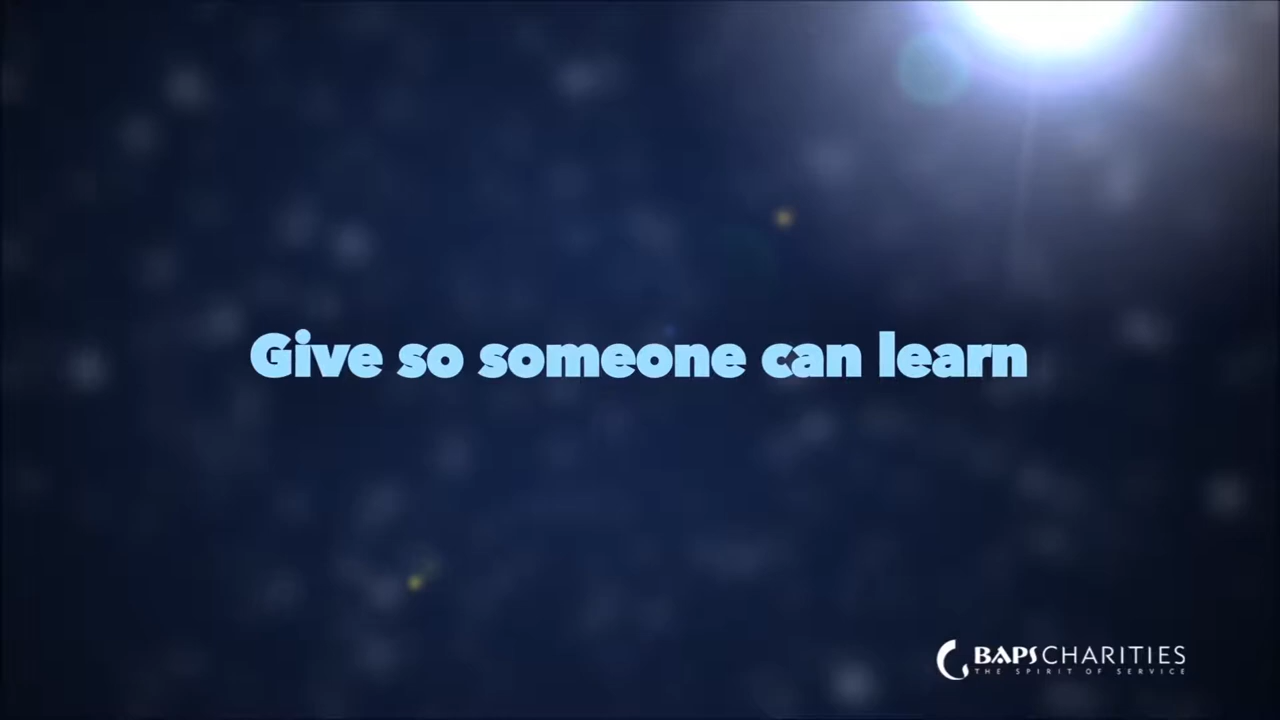 Give so someone can learn
BAPS CHARITIES
THE SPIRIT OF SERVICE